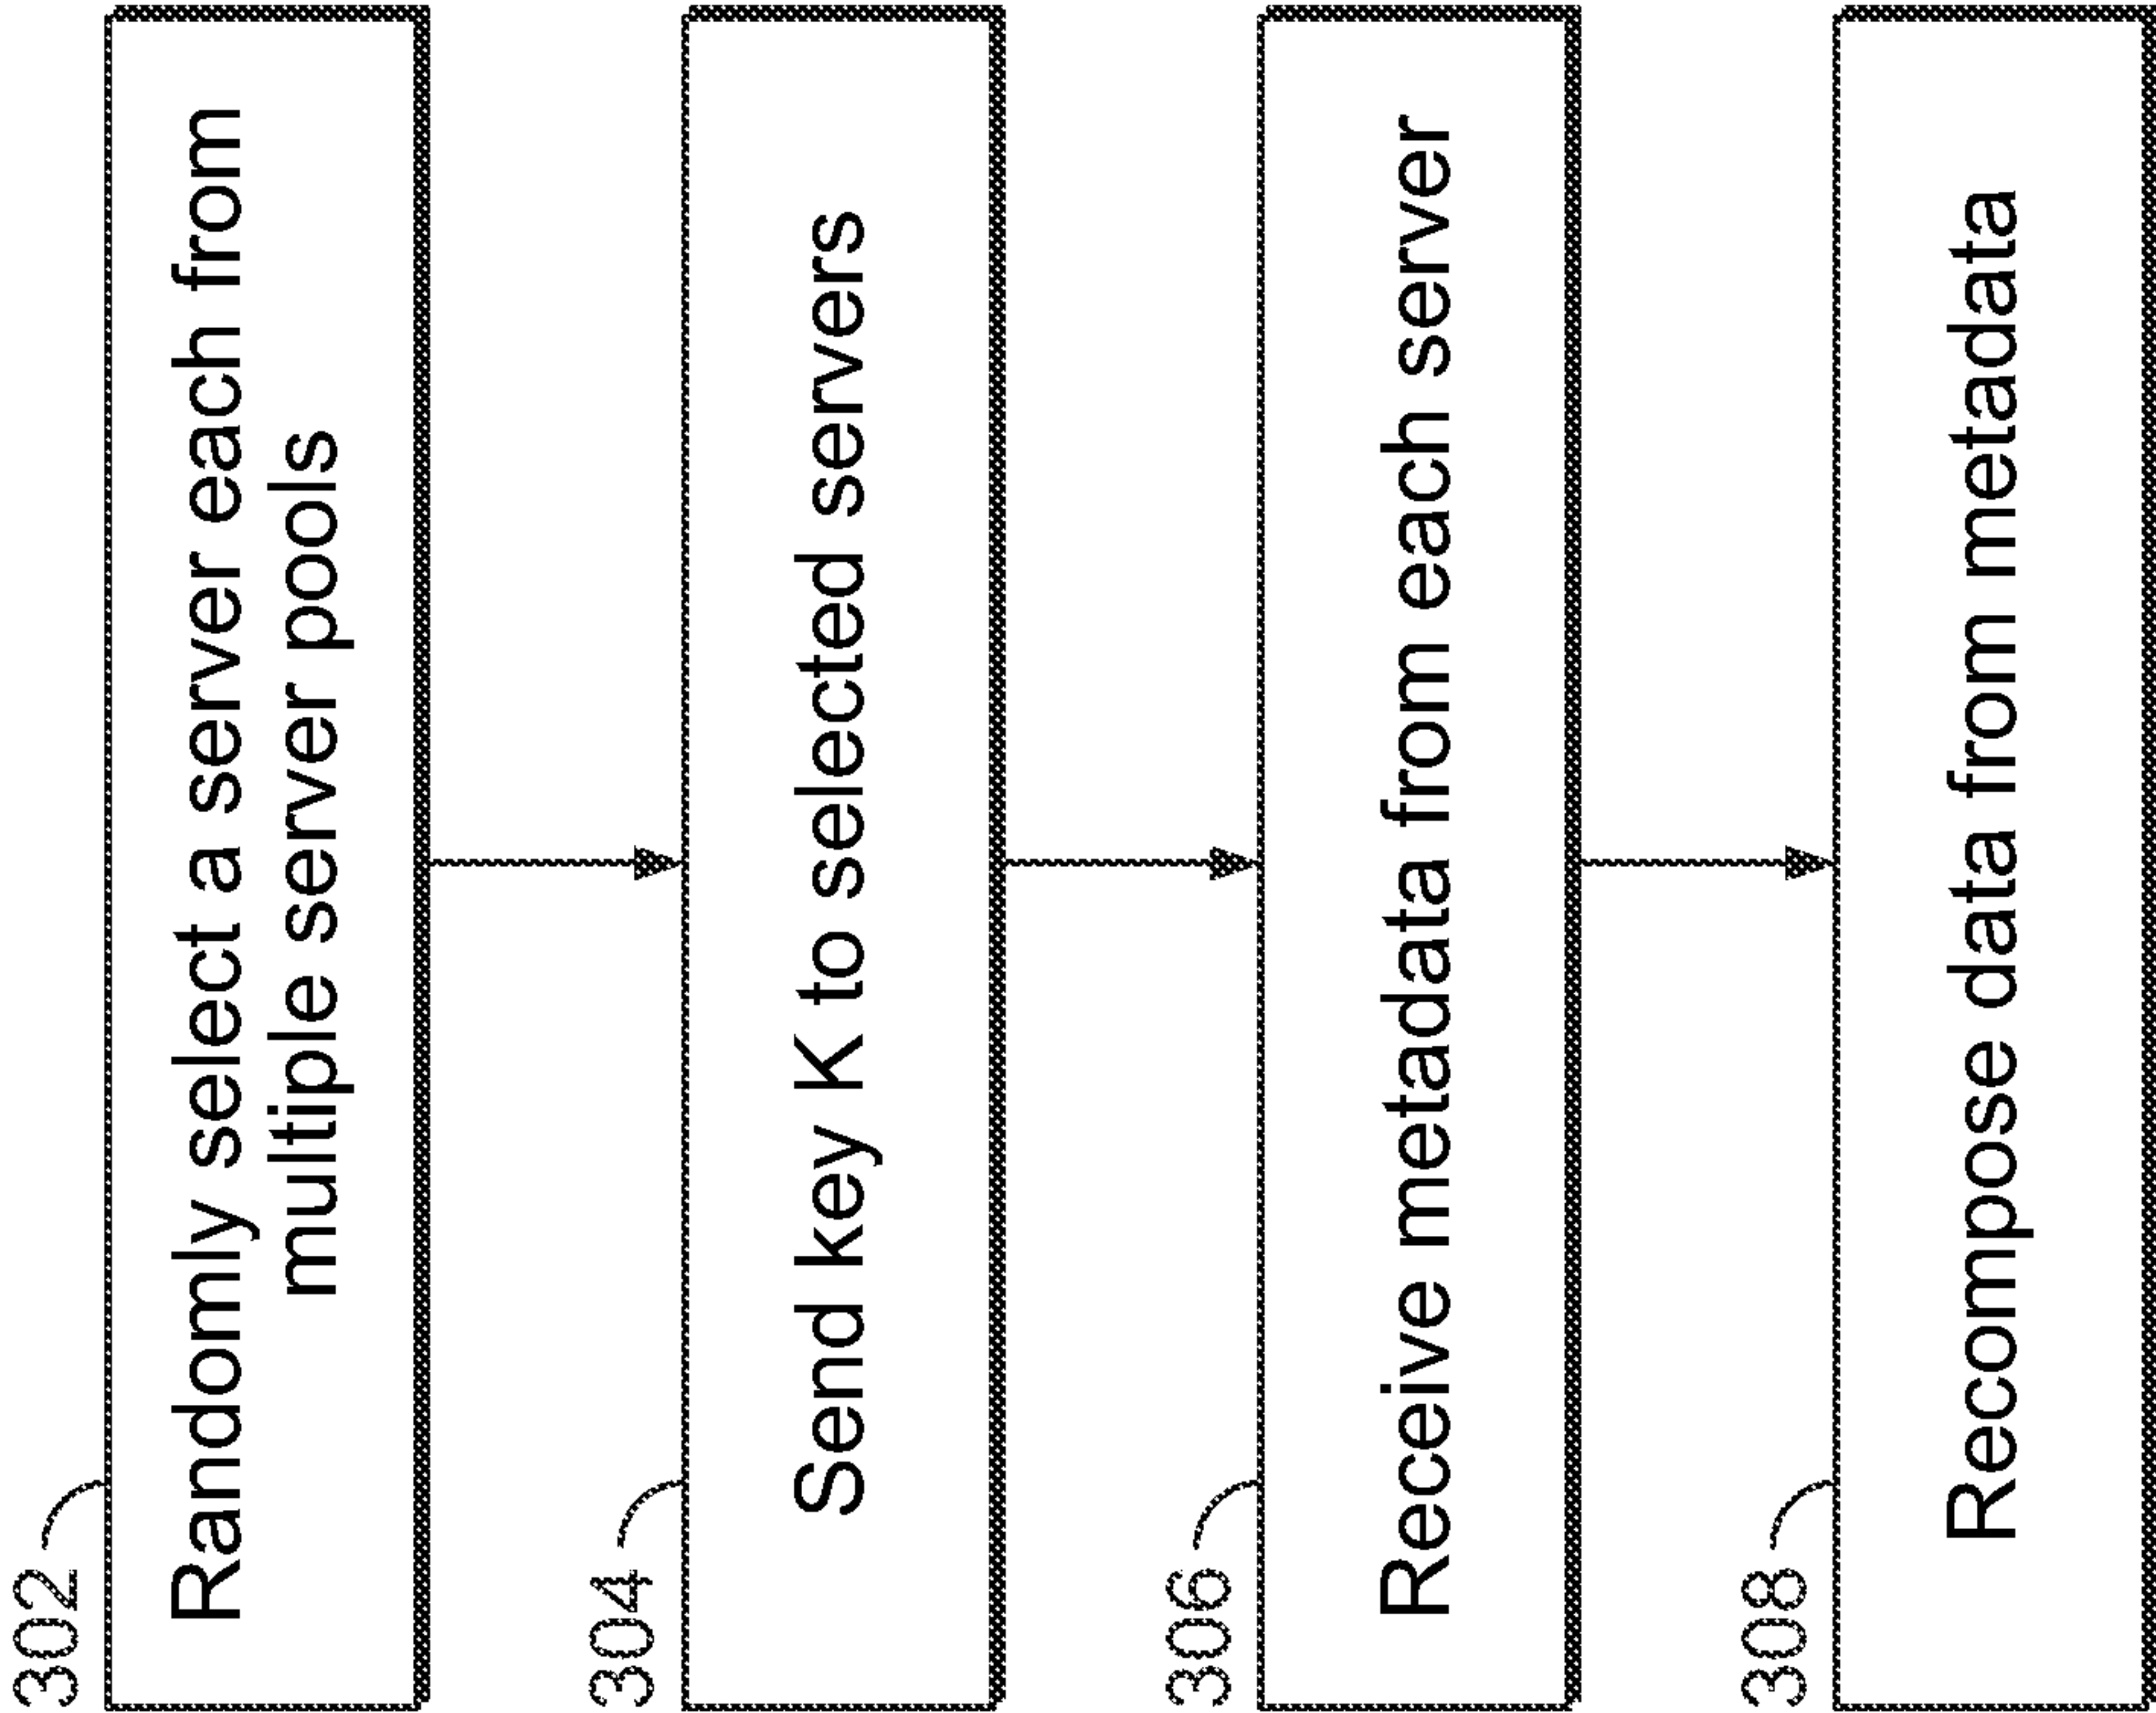 302
Randomly select a server each from
multiple server pools
304
Send key K to selected servers
306
Receive metadata from each server
308
Recompose data from metadata